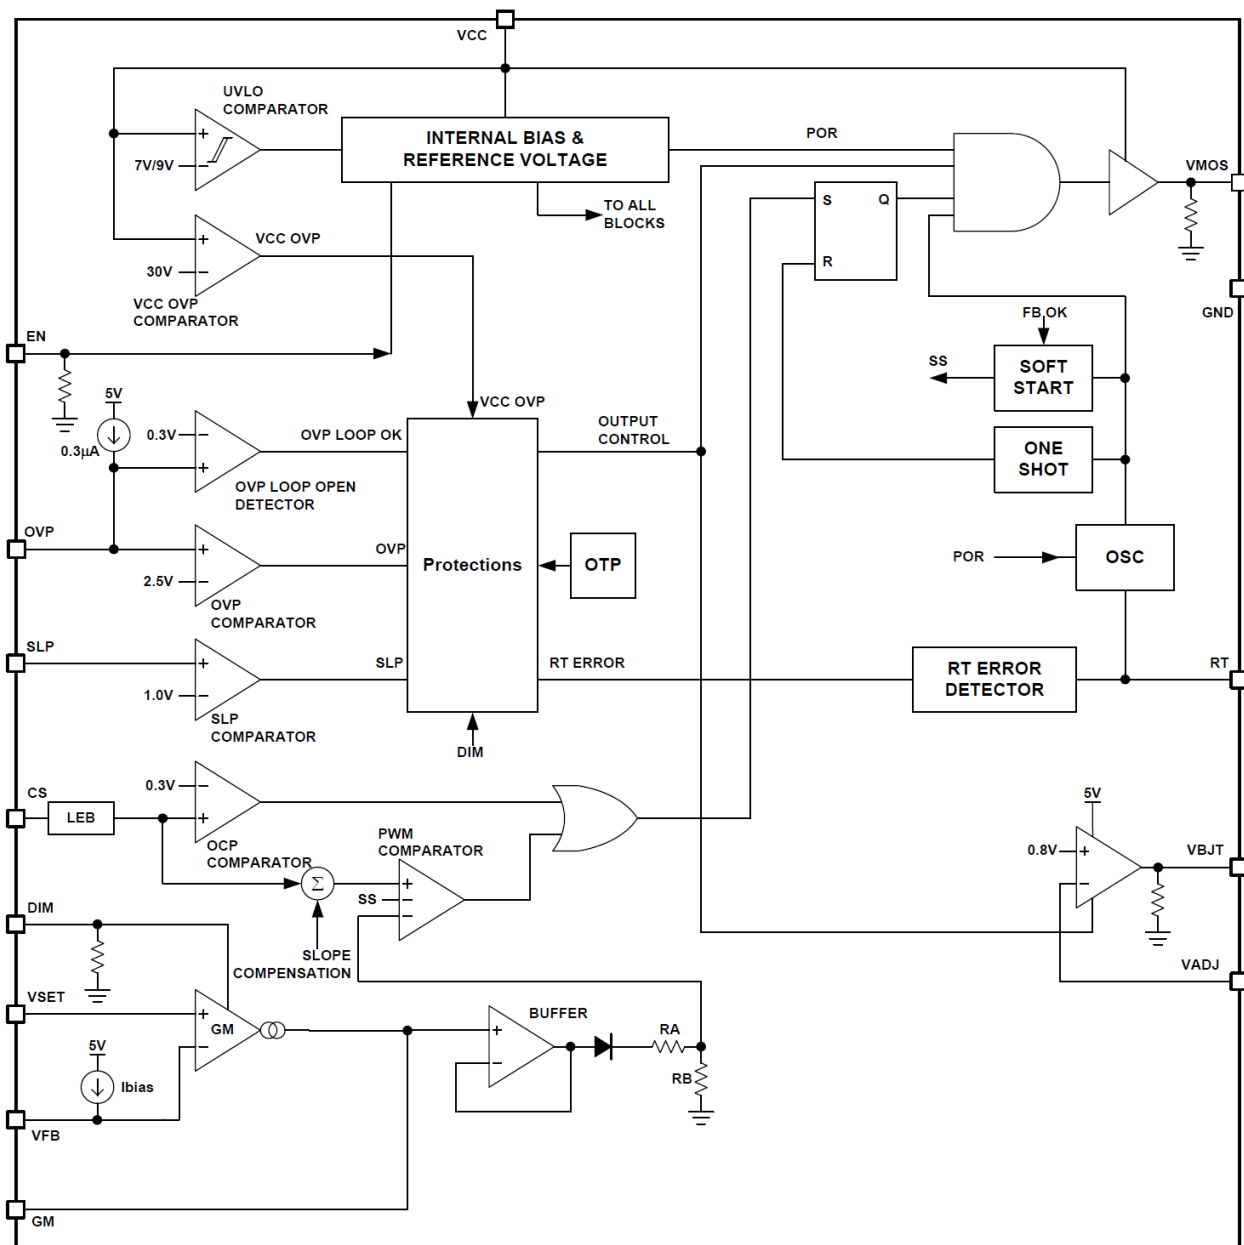 VCC
UVLO
COMPARATOR
+
7V/9V
−
INTERNAL BIAS &
REFERENCE VOLTAGE
POR
VMOS
TO ALL
BLOCKS
S
Q
R
+
VCC OVP
30V
−
VCC OVP
COMPARATOR
GND
EN
FB OK
SS
SOFT
START
5V
0.3µA
0.3V
−
+
OVP LOOP OK
OVP LOOP OPEN
DETECTOR
VCC OVP
OUTPUT
CONTROL
ONE
SHOT
OVP
+
2.5V
−
OVP
OVP
COMPARATOR
Protections
OTP
POR
OSC
SLP
+
1.0V
−
SLP
SLP
COMPARATOR
RT ERROR
RT ERROR
DETECTOR
RT
DIM
CS
LEB
0.3V
−
+
OCP
COMPARATOR
PWM
COMPARATOR
Σ
+
SS
−
−
SLOPE
COMPENSATION
5V
0.8V
+
−
VBJT
VADJ
DIM
VSET
+
GM
−
5V
Ibias
VFB
BUFFER
+
−
RA
RB
GM